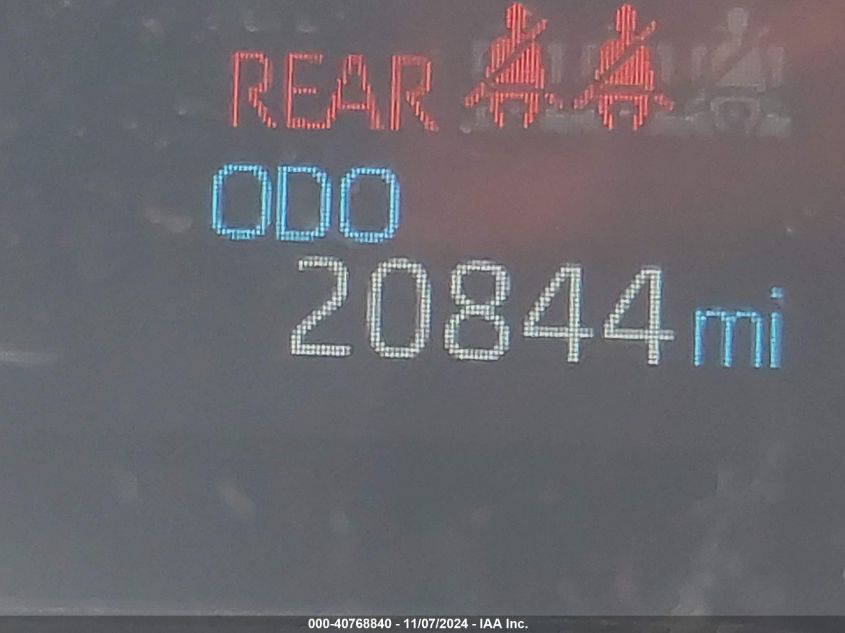 REAR
ODO
20844 mi
000-40768840 - 11/07/2024 - IAA Inc.